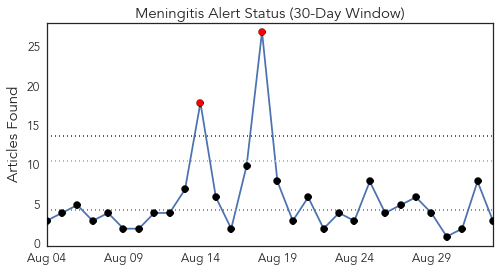 Meningitis Alert Status (30-Day Window)
Articles Found
25
20
15
10
5
0
Aug 04 Aug 09 Aug 14 Aug 19 Aug 24 Aug 29